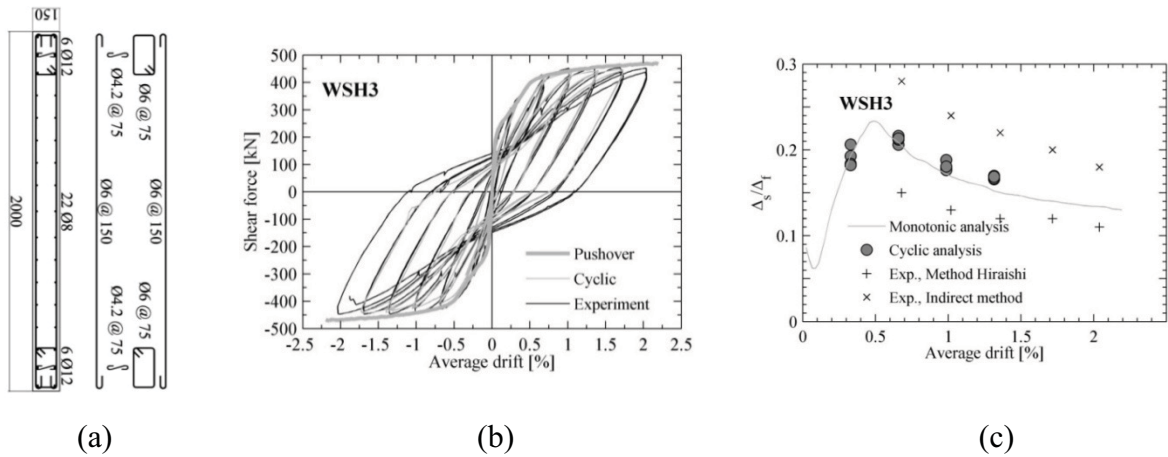 150
2000
6 Ø12
22 Ø8
6 Ø12
Ø4.2 @ 75
Ø6 @ 75
Ø6 @ 150
Ø6 @ 150
Ø4.2 @ 75
Ø6 @ 75
(a)
WSH3
Shear force [kN]
500
400
300
200
100
0
-100
-200
-300
-400
-500
Pushover
Cyclic
Experiment
-2.5 -2 -1.5 -1 -0.5 0 0.5 1 1.5 2 2.5
Average drift [%]
(b)
WSH3
Δs/Δf
0.3
0.2
0.1
0
Monotonic analysis
Cyclic analysis
Exp., Method Hiraishi
Exp., Indirect method
0 0.5 1 1.5 2
Average drift [%]
(c)